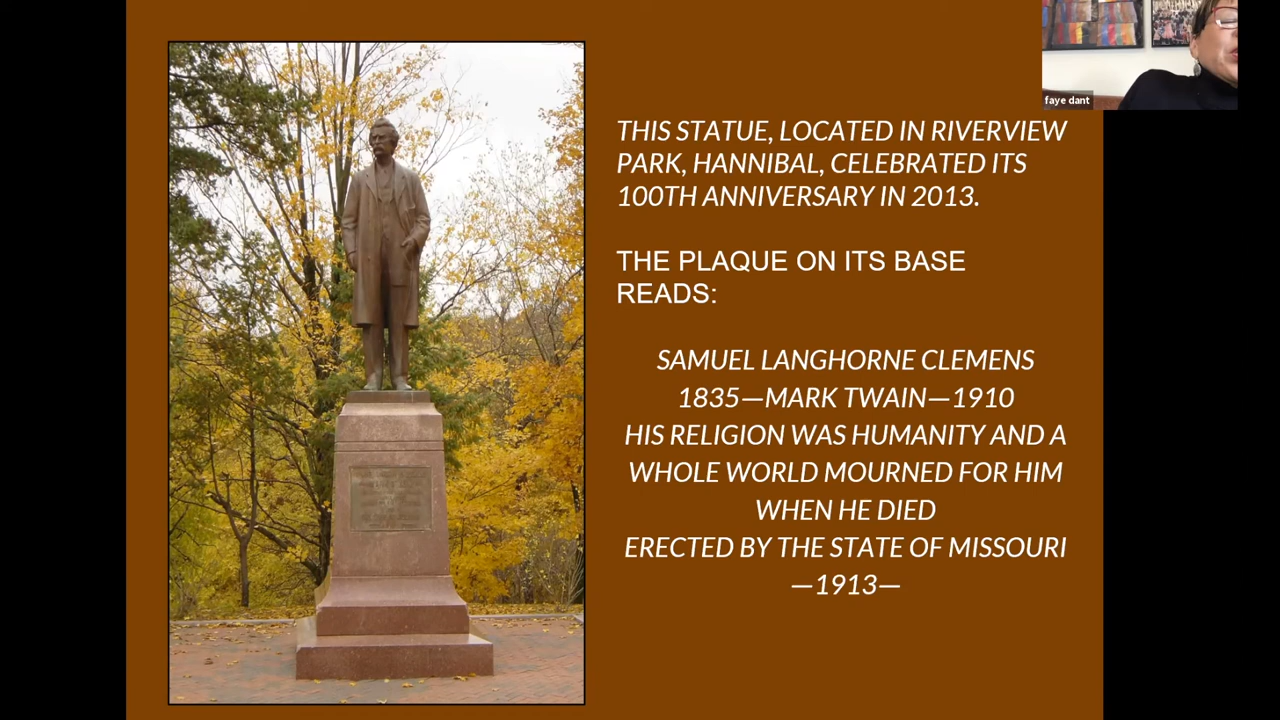 faye dant
THIS STATUE, LOCATED IN RIVERVIEW
PARK, HANNIBAL, CELEBRATED ITS
100TH ANNIVERSARY IN 2013.
THE PLAQUE ON ITS BASE
READS:
SAMUEL LANGHORNE CLEMENS
1835—MARK TWAIN—1910
HIS RELIGION WAS HUMANITY AND A
WHOLE WORLD MOURNED FOR HIM
WHEN HE DIED
ERECTED BY THE STATE OF MISSOURI
—1913—